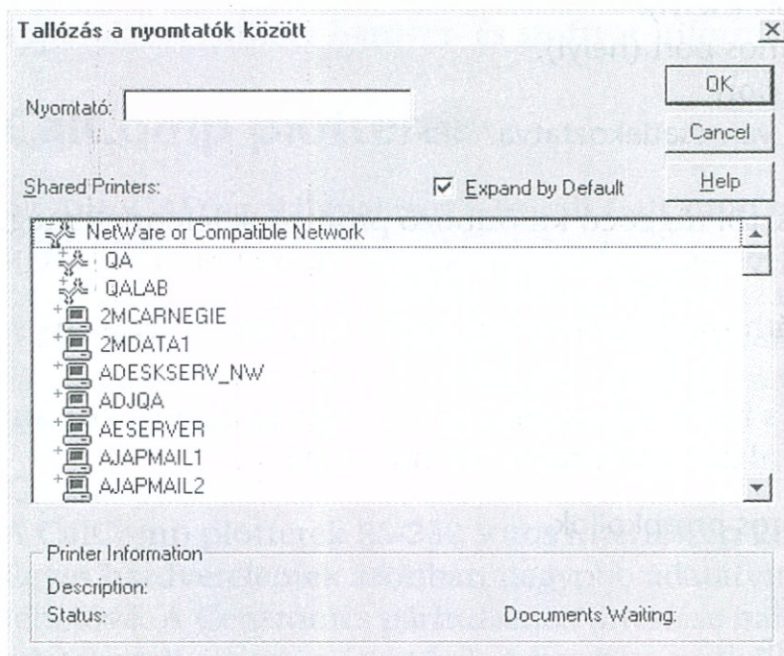 Tallózás a nyomtatók között
Nyomtató:
OK
Cancel
Help
Shared Printers:
Expand by Default
NetWare or Compatible Network
QA
QALAB
2MCARNEGIE
2MDATA1
ADESKSERV_NW
ADJQA
AESERVER
AJAPMAIL1
AJAPMAIL2
Printer Information
Description:
Status:
Documents Waiting: